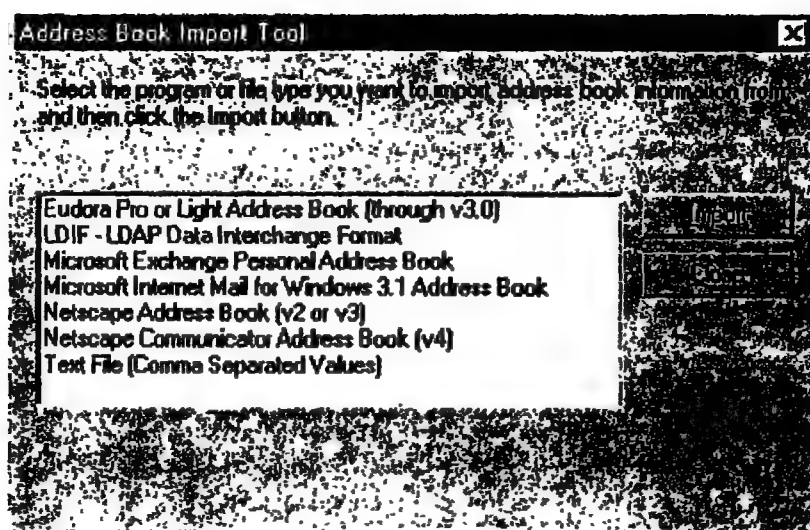 Address Book Import Tool
Select the program or file type you want to import address book information from
and then click the Import button.
Eudora Pro or Light Address Book (through v3.0)
LDIF - LDAP Data Interchange Format
Microsoft Exchange Personal Address Book
Microsoft Internet Mail for Windows 3.1 Address Book
Netscape Address Book (v2 or v3)
Netscape Communicator Address Book (v4)
Text File (Comma Separated Values)
Import